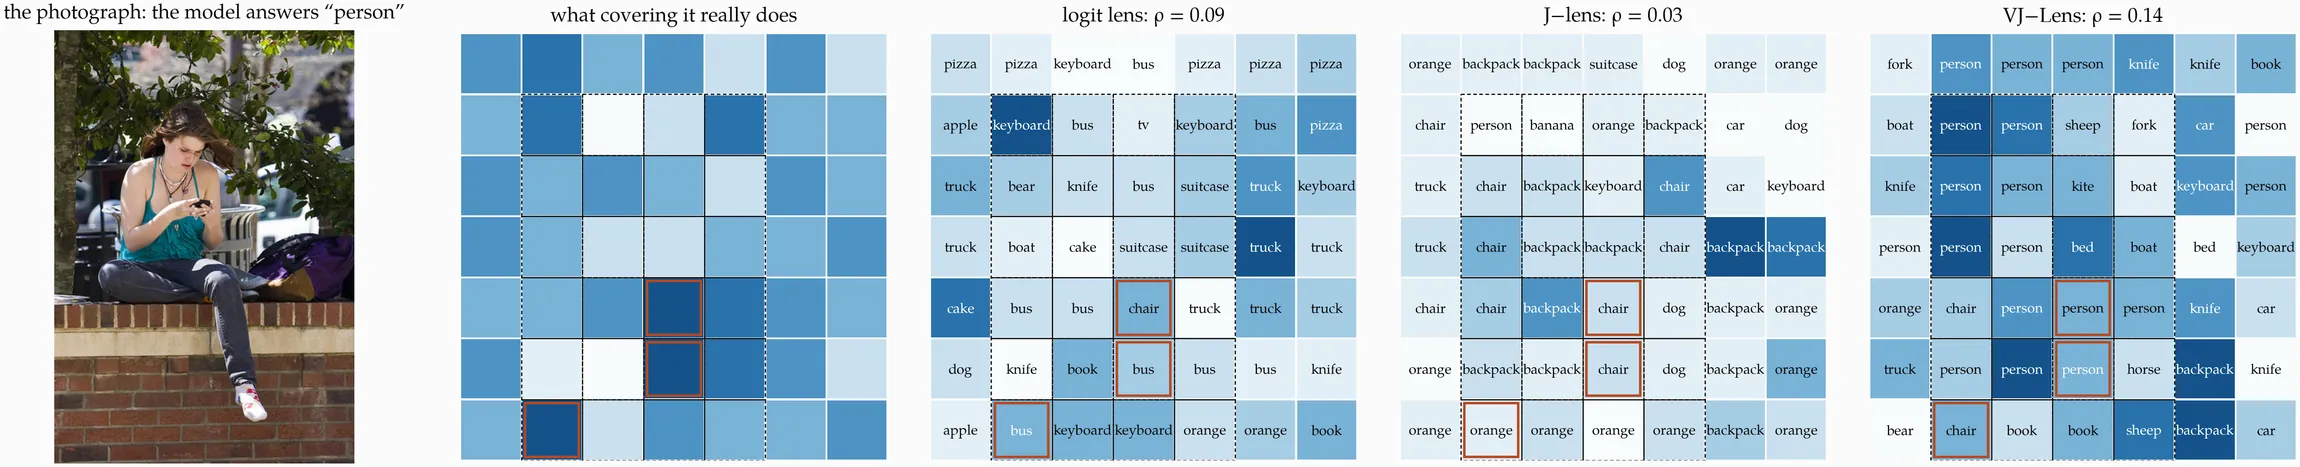 the photograph: the model answers “person”
what covering it really does
logit lens: ρ = 0.09
pizza pizza keyboard bus pizza pizza pizza
apple keyboard bus tv keyboard bus pizza
truck bear knife bus suitcase truck keyboard
truck boat cake suitcase suitcase truck truck
cake bus bus chair truck truck truck
dog knife book bus bus bus knife
apple bus keyboard keyboard orange orange book
J−lens: ρ = 0.03
orange backpack backpack suitcase dog orange orange
chair person banana orange backpack car dog
truck chair backpack keyboard chair car keyboard
truck chair backpack backpack chair backpack backpack
chair chair backpack chair dog backpack orange
orange backpack backpack chair dog backpack orange
orange orange orange orange orange backpack orange
VJ−Lens: ρ = 0.14
fork person person person knife knife book
boat person person sheep fork car person
knife person person kite boat keyboard person
person person person bed boat bed keyboard
orange chair person person person knife car
truck person person person horse backpack knife
bear chair book book sheep backpack car